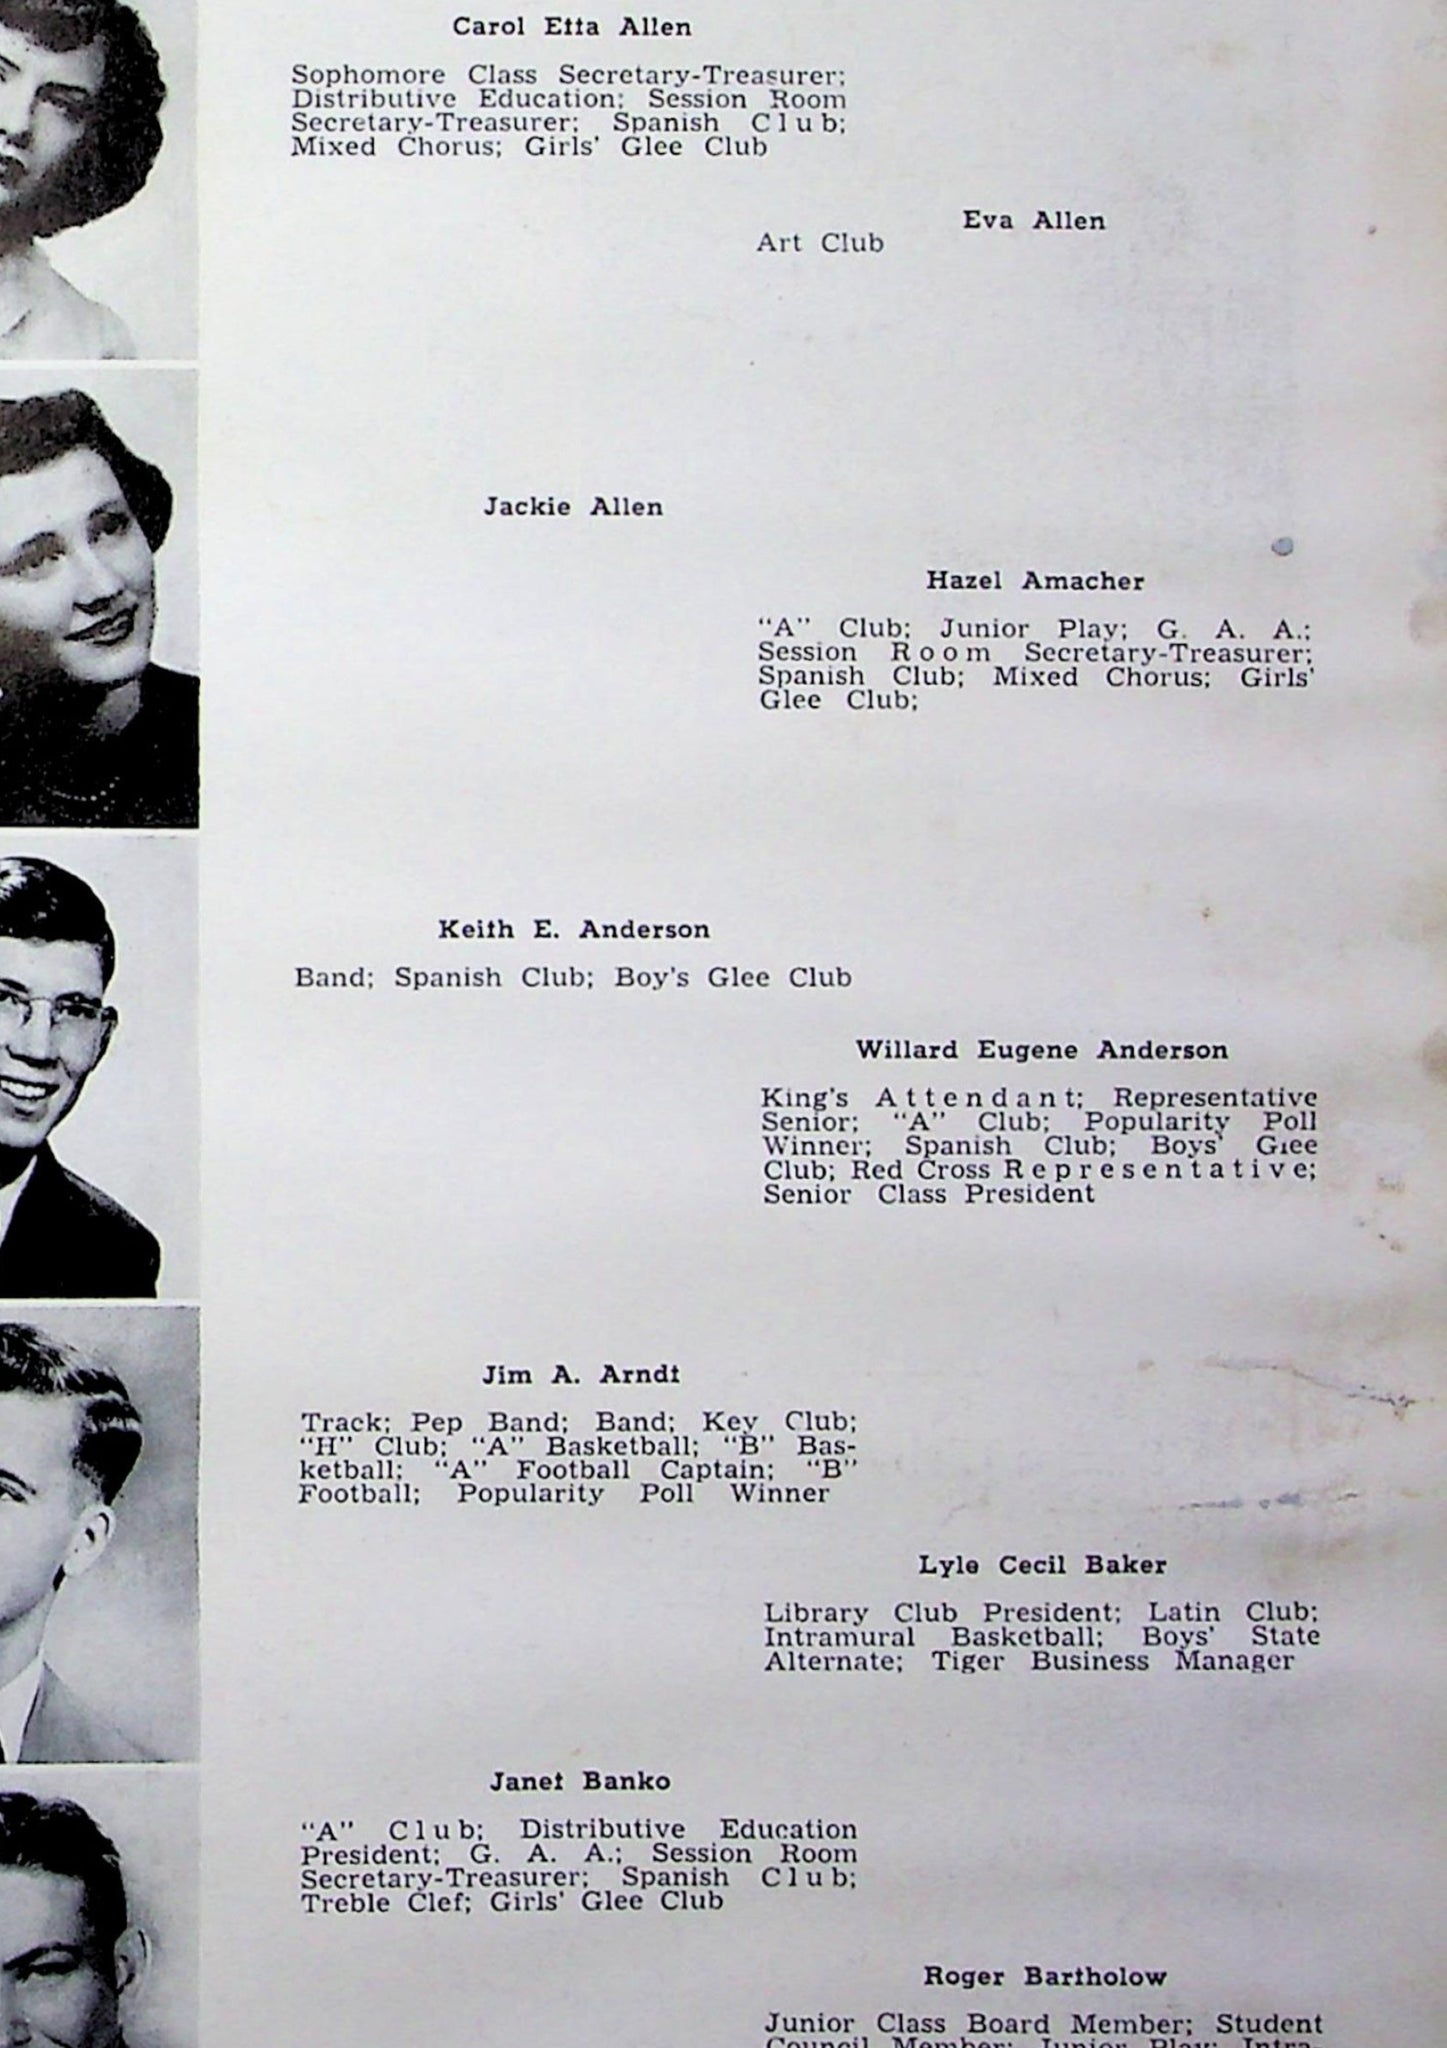 Carol Etta Allen
Sophomore Class Secretary-Treasurer;
Distributive Education; Session Room
Secretary-Treasurer; Spanish Club;
Mixed Chorus; Girls' Glee Club
Eva Allen
Art Club
Jackie Allen
Hazel Amacher
"A" Club; Junior Play; G. A. A.;
Session Room Secretary-Treasurer;
Spanish Club; Mixed Chorus; Girls'
Glee Club;
Keith E. Anderson
Band; Spanish Club; Boy's Glee Club
Willard Eugene Anderson
King's Attendant; Representative
Senior; "A" Club; Popularity Poll
Winner; Spanish Club; Boys' Glee
Club; Red Cross Representative;
Senior Class President
Jim A. Arndt
Track; Pep Band; Band; Key Club;
"H" Club; "A" Basketball; "B" Bas-
ketball; "A" Football Captain; "B"
Football; Popularity Poll Winner
Lyle Cecil Baker
Library Club President; Latin Club;
Intramural Basketball; Boys' State
Alternate; Tiger Business Manager
Janet Banko
"A" Club; Distributive Education
President; G. A. A.; Session Room
Secretary-Treasurer; Spanish Club;
Treble Clef; Girls' Glee Club
Roger Bartholow
Junior Class Board Member; Student
Council Member; Junior Play; Intra-